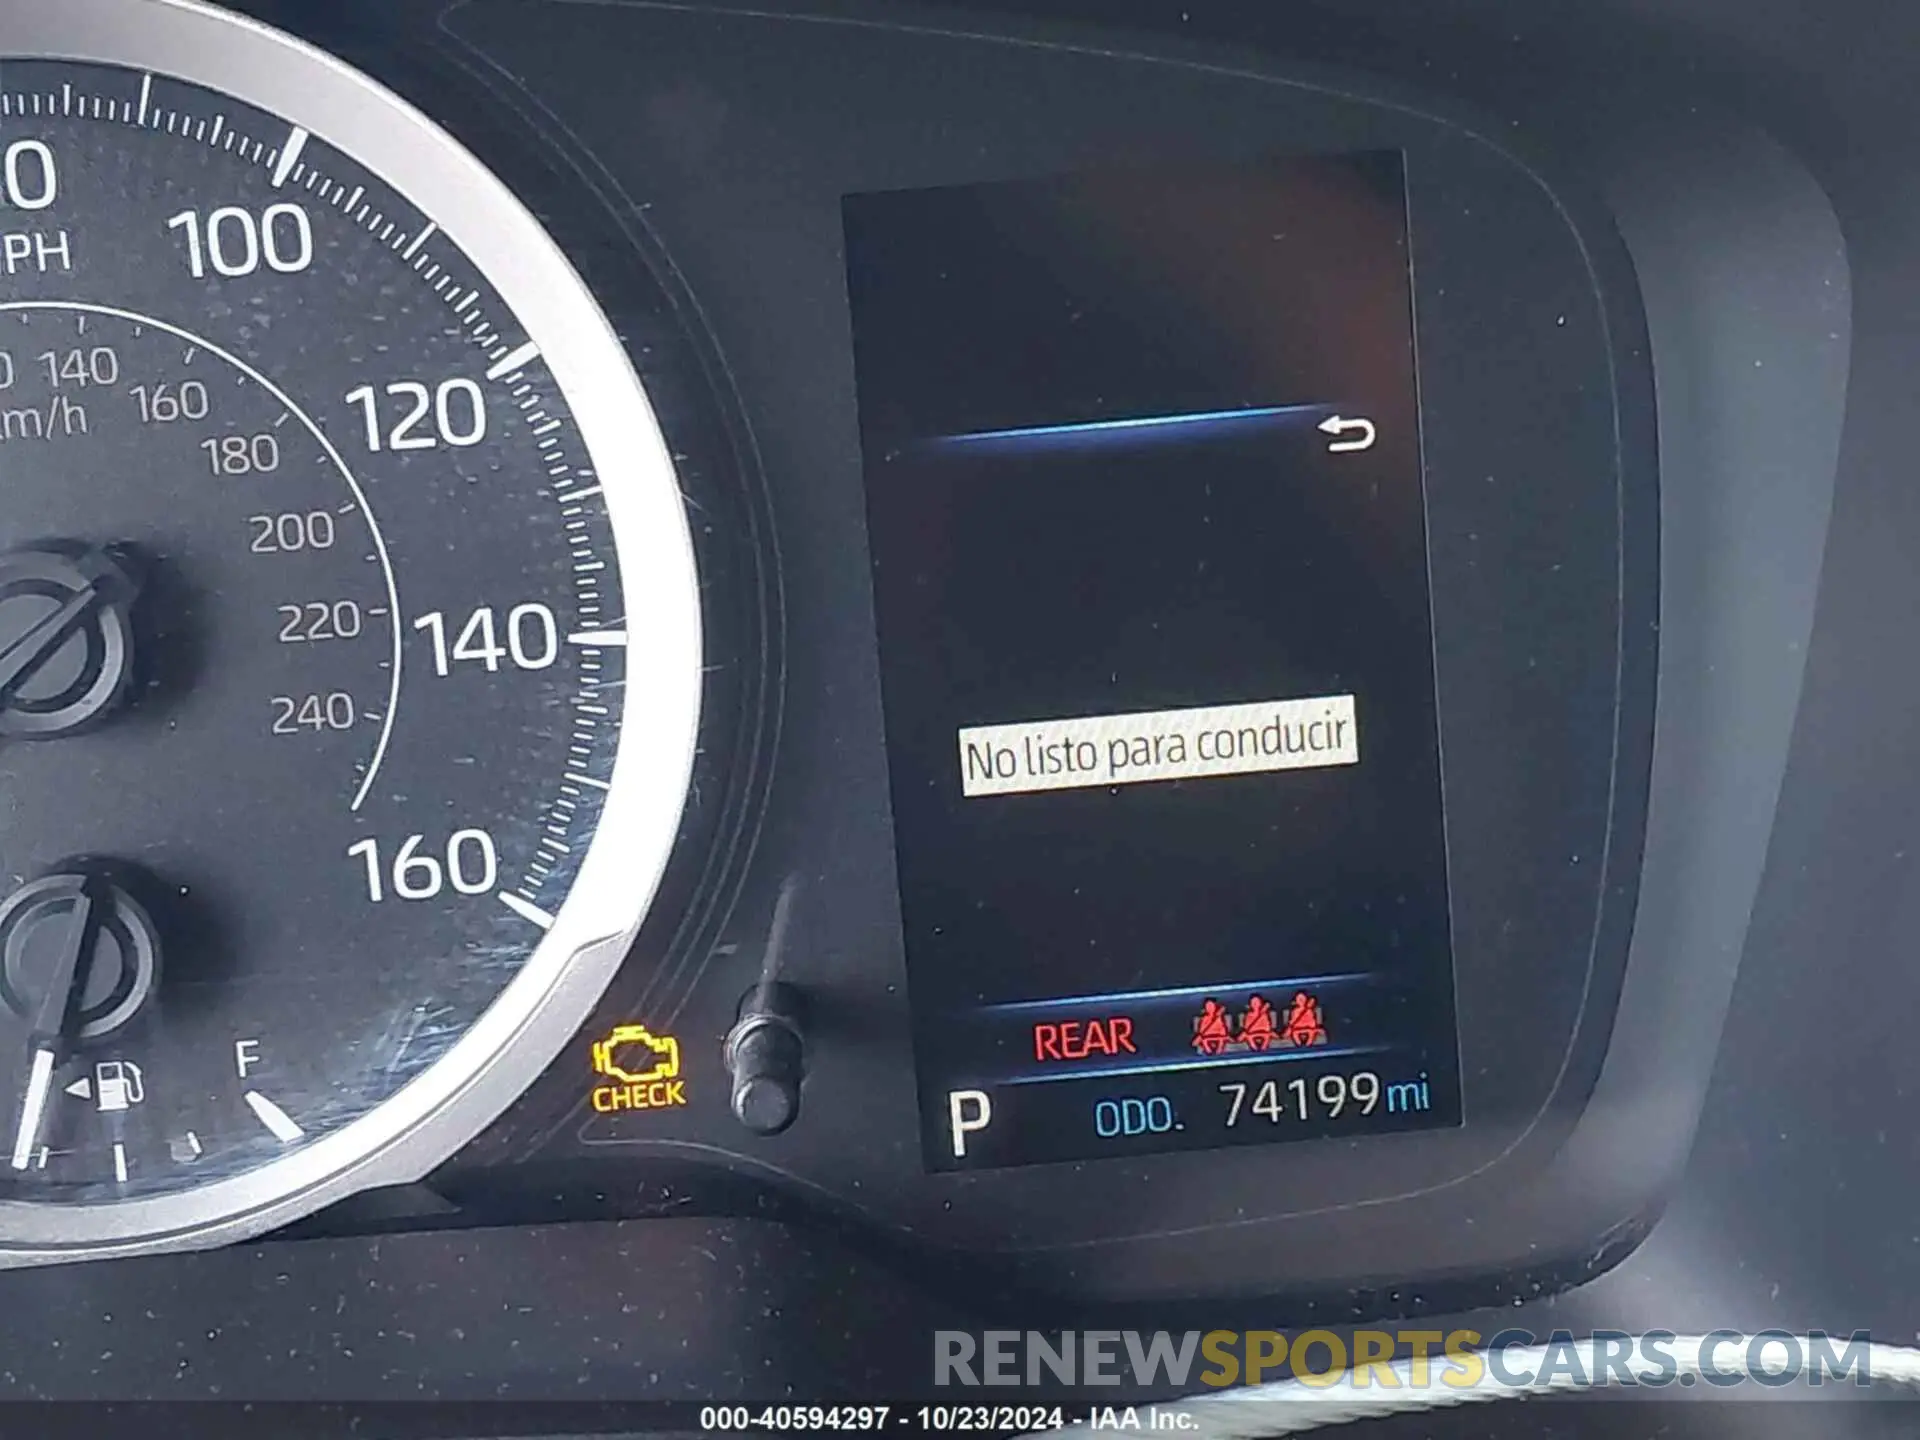 100
PH
140
160
120
180
200
220
140
240
160
F
CHECK
No listo para conducir
REAR
P ODO. 74199 mi
RENEWSPORTSCARS.COM
000-40594297 - 10/23/2024 - IAA Inc.